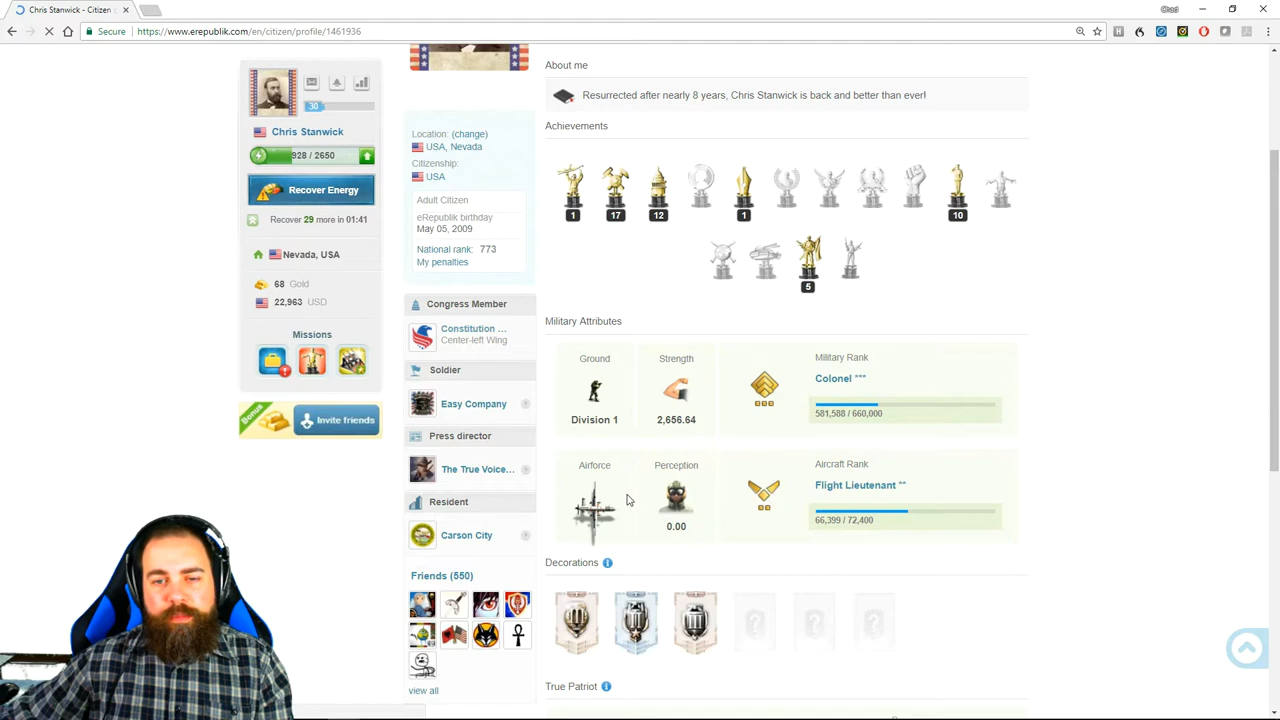 Chris Stanwick - Citizen
Chad
Secure
https://www.erepublik.com/en/citizen/profile/1461936
30
Chris Stanwick
928 / 2650
Recover Energy
Recover 29 more in 01:41
Nevada, USA
68 Gold
22,963 USD
Missions
Bonus
Invite friends
Location: (change)
USA, Nevada
Citizenship:
USA
Adult Citizen
eRepublik birthday
May 05, 2009
National rank: 773
My penalties
Congress Member
Constitution ...
Center-left Wing
Soldier
Easy Company
Press director
The True Voice...
Resident
Carson City
Friends (550)
view all
About me
Resurrected after nearly 8 years, Chris Stanwick is back and better than ever!
Achievements
1
17
12
1
10
5
Military Attributes
Ground
Division 1
Strength
2,656.64
Military Rank
Colonel ***
581,588 / 660,000
Airforce
Perception
0.00
Aircraft Rank
Flight Lieutenant **
66,399 / 72,400
Decorations
True Patriot